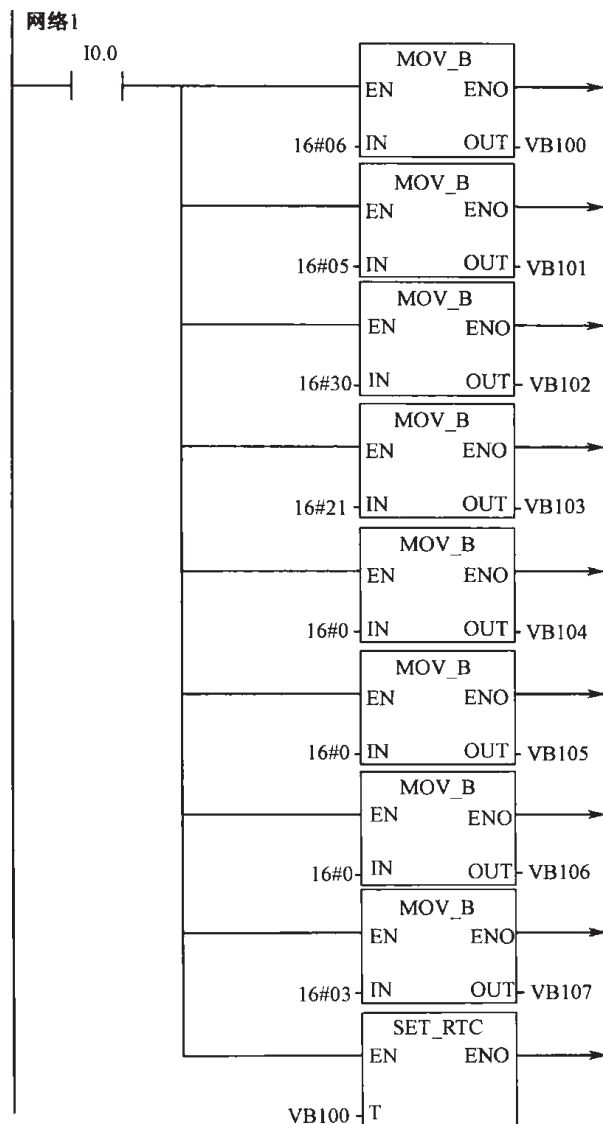 网络1
I0.0
MOV_B
EN ENO
16#06 IN OUT VB100
MOV_B
EN ENO
16#05 IN OUT VB101
MOV_B
EN ENO
16#30 IN OUT VB102
MOV_B
EN ENO
16#21 IN OUT VB103
MOV_B
EN ENO
16#0 IN OUT VB104
MOV_B
EN ENO
16#0 IN OUT VB105
MOV_B
EN ENO
16#0 IN OUT VB106
MOV_B
EN ENO
16#03 IN OUT VB107
SET_RTC
EN ENO
VB100 T